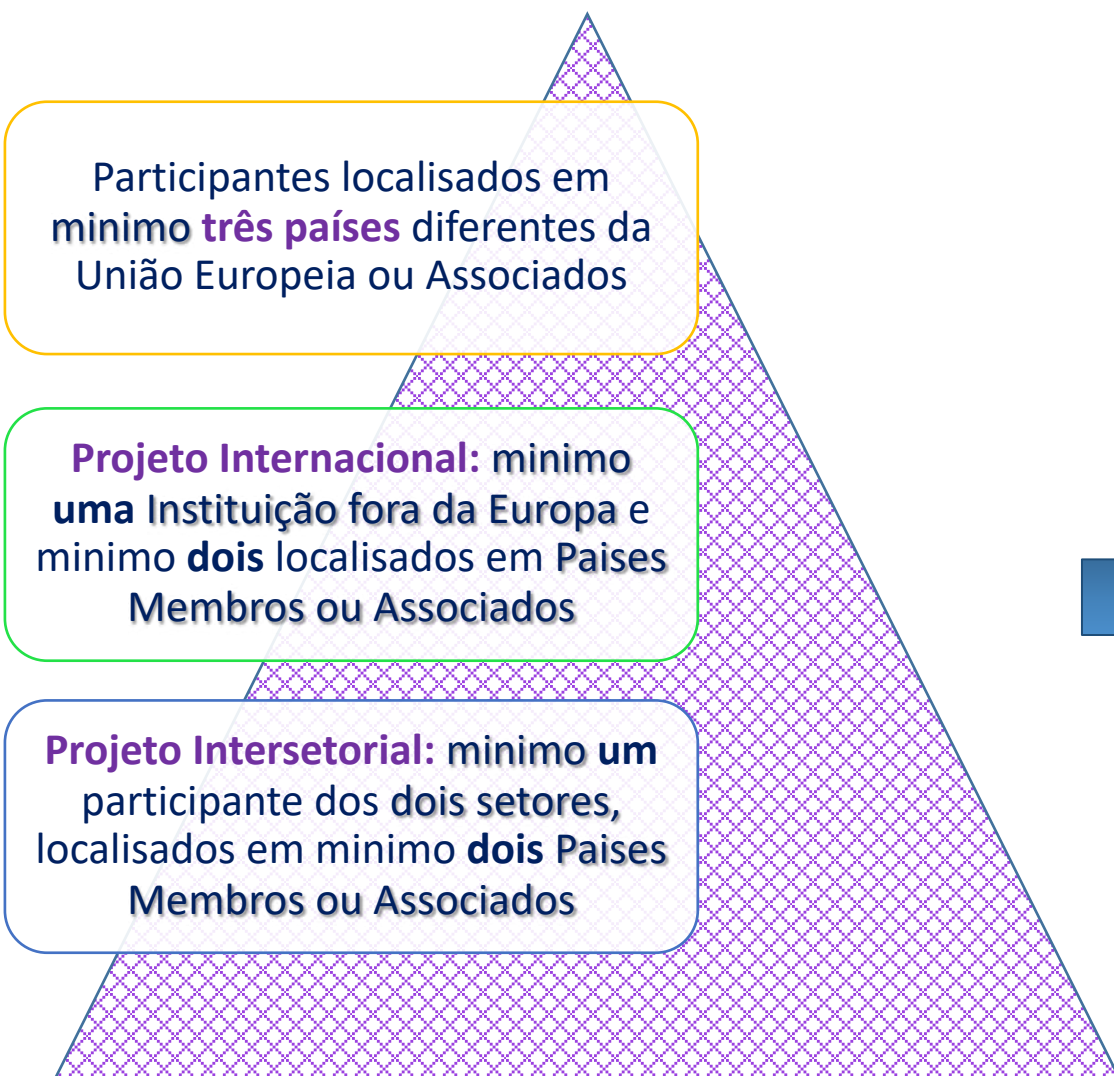 Participantes localisados em
minimo três países diferentes da
União Europeia ou Associados
Projeto Internacional: minimo
uma Instituição fora da Europa e
minimo dois localisados em Paises
Membros ou Associados
Projeto Intersetorial: minimo um
participante dos dois setores,
localisados em minimo dois Paises
Membros ou Associados